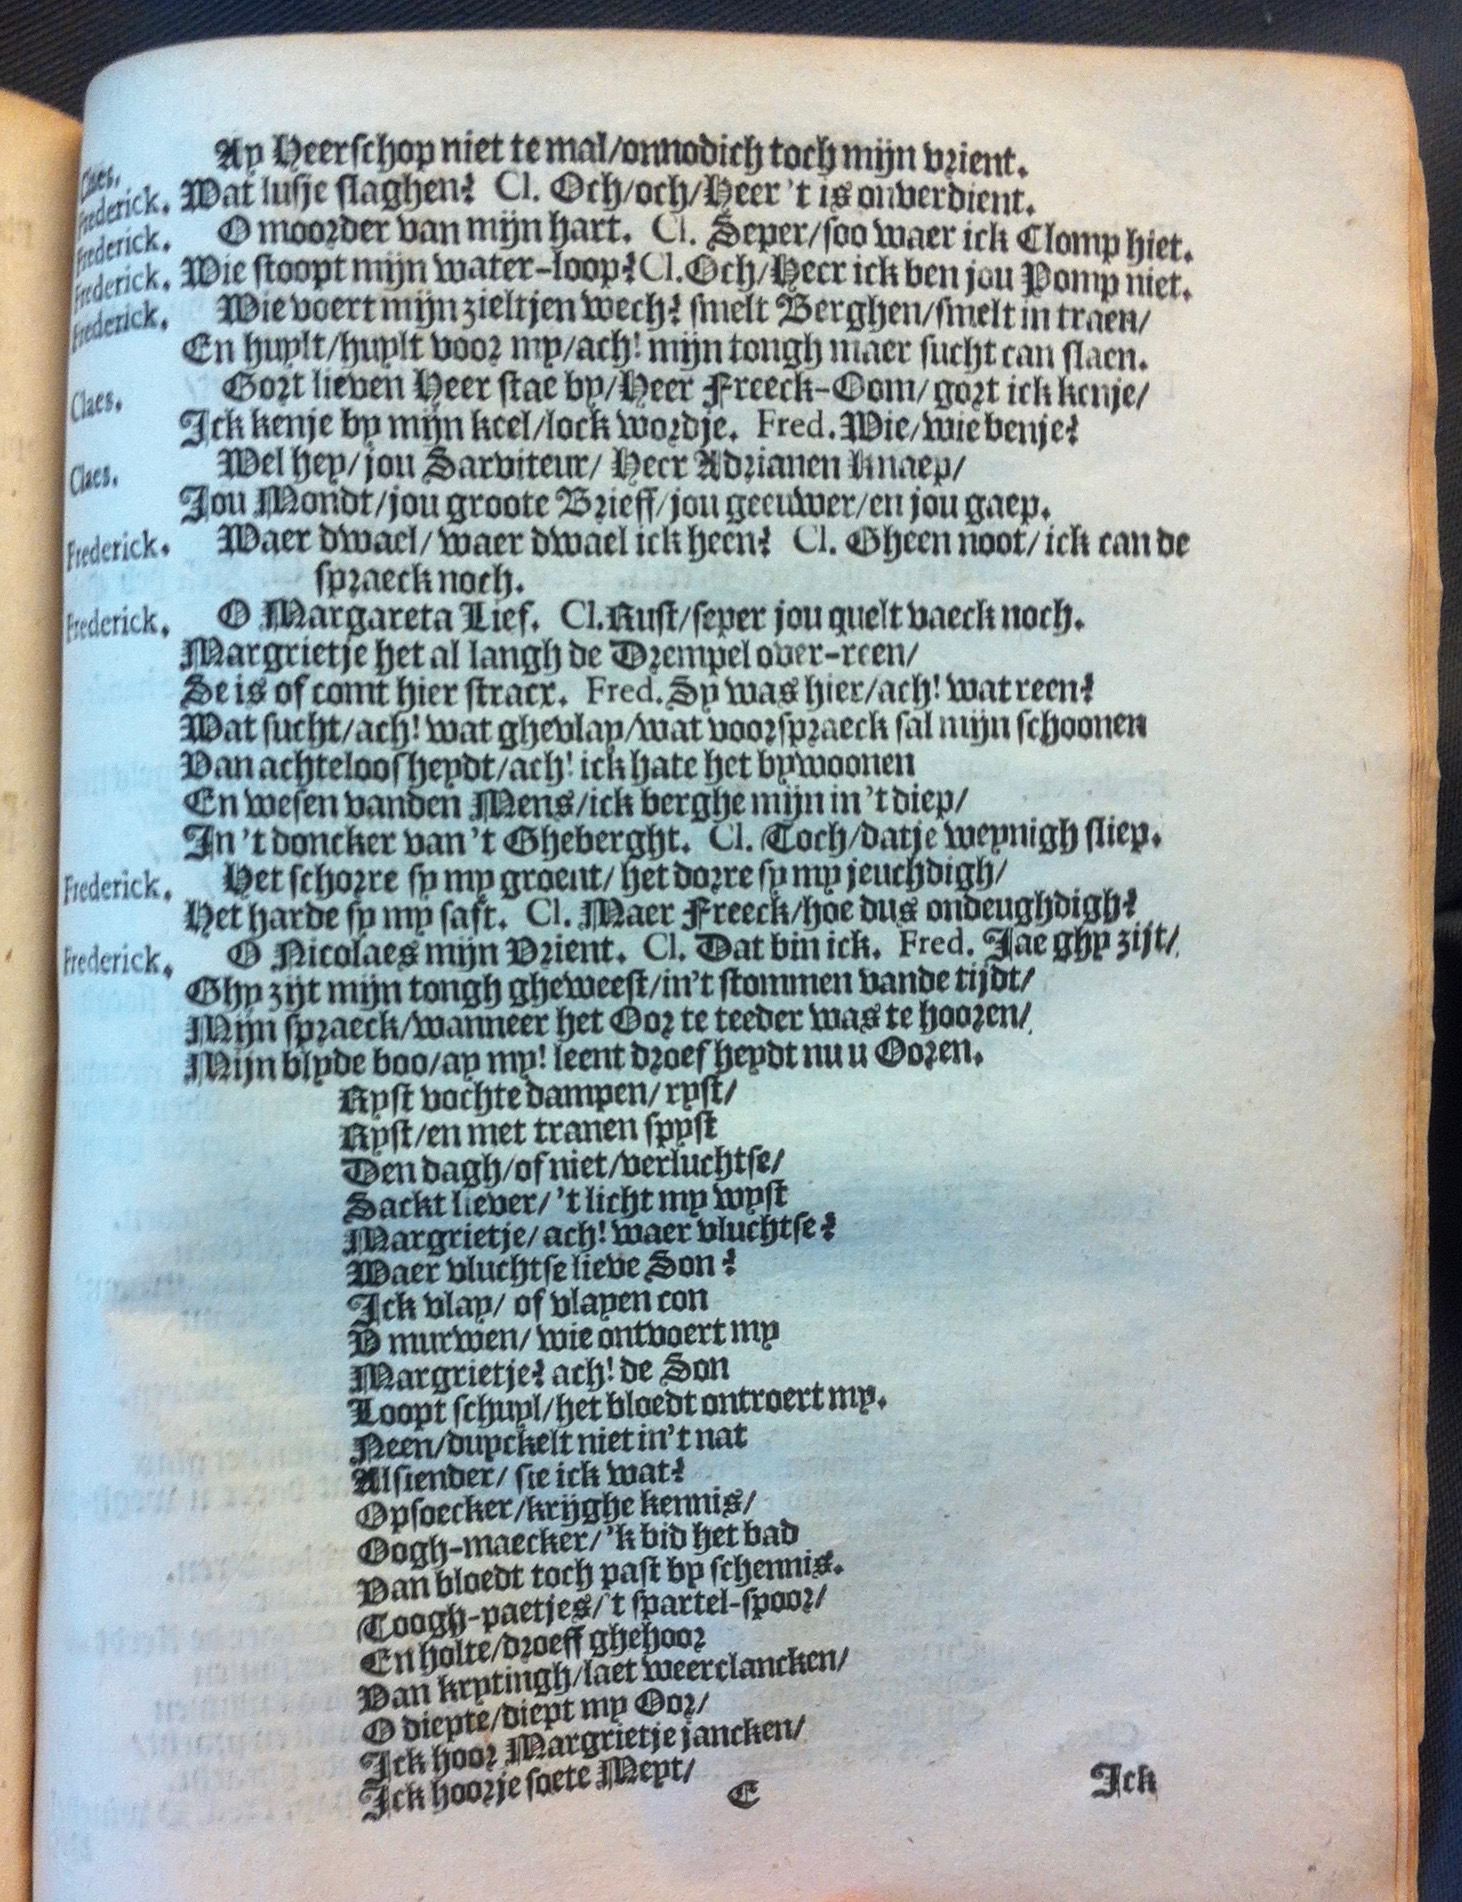 Claes. Ay Heerschop niet te mal/onnodich toch mijn vrient.
Frederick. Wat lusje slaghen? Cl. Och/och/Heer 't is onverdient.
Frederick. O moorder van mijn hart. Cl. Seper/soo waer ick Clomp hiet.
Frederick. Wie stoopt mijn water-loop? Cl. Och/Heer ick ben jou Pomp niet.
Frederick. Wie voert mijn zieltjen wech? smelt Berghen/smelt in traen/
En huylt/huylt voor my/ach! mijn tongh maer sucht can slaen.
Claes. Gort lieven Heer stae by/Heer Freeck-Oom/gort ick kenje/
Ick kenje by mijn keel/lock wordje. Fred. Wie/wie benje?
Claes. Wel hey/jou Sarviteur/Heer Adrianen Knaep/
Jou Mondt/jou groote Brieff/jou geeuwer/en jou gaep.
Frederick. Waer dwael/waer dwael ick heen? Cl. Gheen noot/ick can de
spraeck noch.
Frederick. O Margareta Lief. Cl. Rust/seper jou quelt vaeck noch.
Margrietje het al langh de Drempel over-reen/
Se is of comt hier stracx. Fred. Sy was hier/ach! wat reen?
Wat sucht/ach! wat ghevlay/wat voorspraeck sal mijn schoonen
Van achteloosheydt/ach! ick hate het bywoonen
En wesen vanden Mens/ick berghe mijn in 't diep/
In 't doncker van 't Gheberght. Cl. Toch/datje weynigh sliep.
Frederick. Het schorre sy my groent/het dorre sy my jeuchdigh/
Het harde sy my saft. Cl. Maer Freeck/hoe dus ondeughdigh?
Frederick. O Nicolaes mijn Vrient. Cl. Dat bin ick. Fred. Jae ghy zijt/
Ghy zijt mijn tongh gheweest/in't stommen vande tijdt/
Mijn spraeck/wanneer het Oor te teeder was te hooren/
Mijn blyde boo/ay my! leent droefheydt nu u Ooren.
Ryst vochte dampen/ryst/
Ryst/en met tranen spyst
Den dagh/of niet/verluchtse/
Sackt liever/'t licht my wyst
Margrietje/ach! waer vluchtse?
Waer vluchtse lieve Son?
Ick vlay/of vlayen con
V murwen/wie ontvoert my
Margrietje? ach! de Son
Loopt schuyl/het bloedt ontroert my.
Neen/duyckelt niet in't nat
Alsiender/sie ick wat?
Opsoecker/krijghe kennis/
Oogh-maecker/'k bid het bad
Van bloedt toch past by schennis.
Toogh-paetjes/'t spartel-spoor/
En holte/droeff ghehoor
Van krytingh/laet weerclancken/
O diepte/diept my Oor/
Ick hoor Margrietje jancken/
Ick hoorje soete Meyt/
C Ick